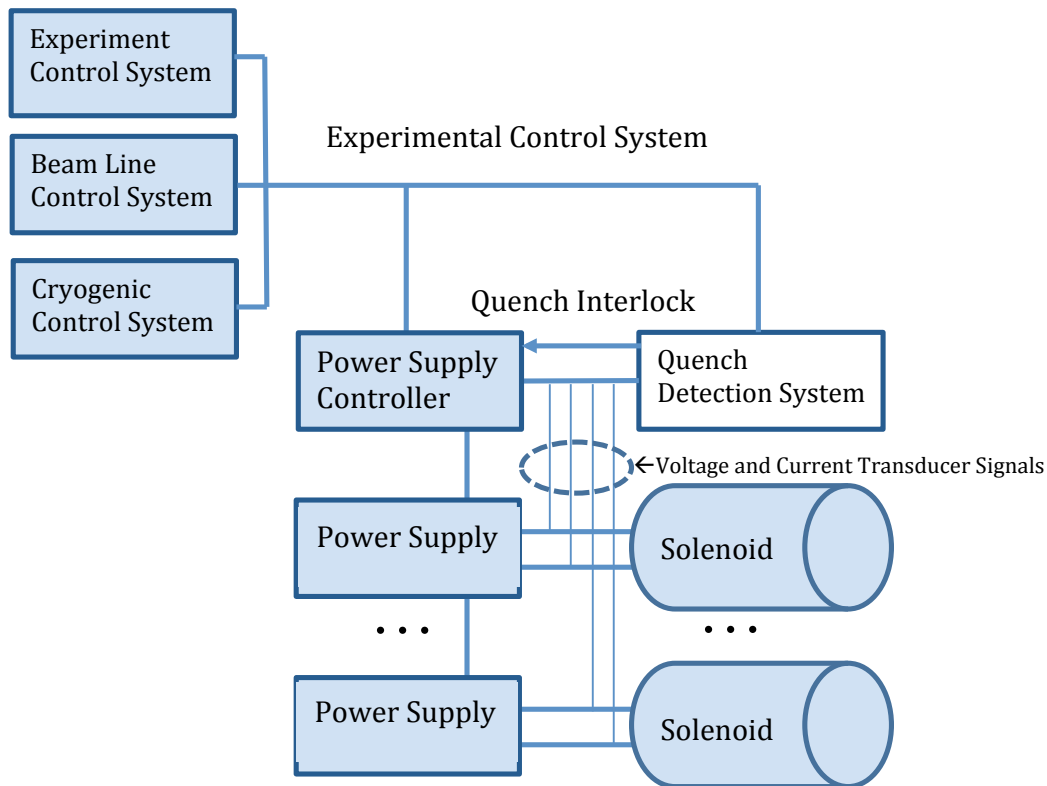 Experiment
Control System
Experimental Control System
Beam Line
Control System
Cryogenic
Control System
Quench Interlock
Power Supply
Controller
Quench
Detection System
←Voltage and Current Transducer Signals
Power Supply
Solenoid
• • •
• • •
Power Supply
Solenoid